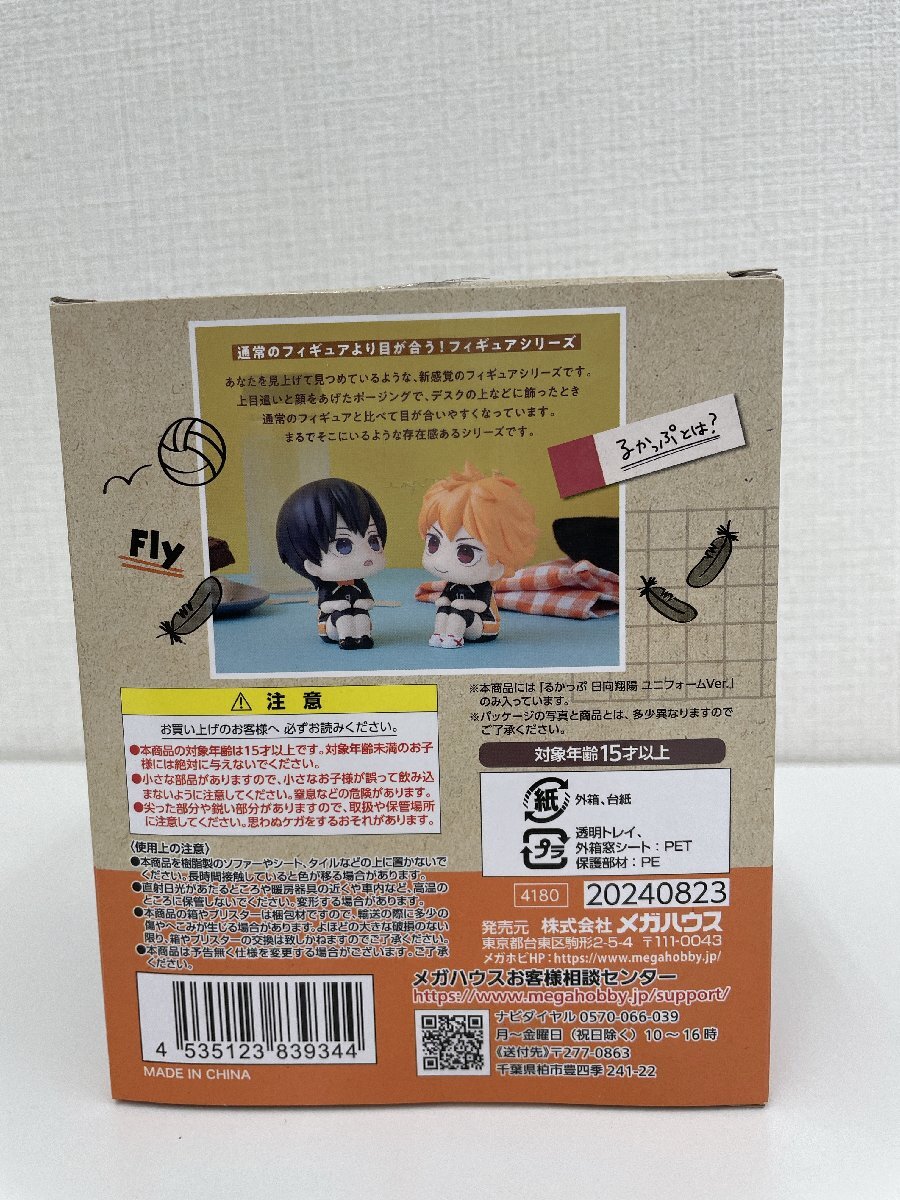 通常のフィギュアより目が合う!フィギュアシリーズ
あなたを見上げて見つめているような、新感覚のフィギュアシリーズです。
上目遣いと顔をあげたポージングで、デスクの上などに飾ったとき
通常のフィギュアと比べて目が合いやすくなっています。
まるでそこにいるような存在感あるシリーズです。
るかっぷとは?
Fly
⚠ 注意
お買い上げのお客様へ 必ずお読みください。
●本商品の対象年齢は15才以上です。対象年齢未満のお子
様には絶対に与えないでください。
●小さな部品がありますので、小さなお子様が誤って飲み込
まないように注意してください。窒息などの危険があります。
●尖った部分や鋭い部分がありますので、取扱や保管場所
に注意してください。思わぬケガをするおそれがあります。
〈使用上の注意〉
●本商品を樹脂製のソファーやシート、タイルなどの上に置かないで
ください。長時間接触していると色が移る場合があります。
●直射日光があたるところや暖房器具の近くや車内など、高温の
ところに保管しないでください。変形する場合があります。
●本商品の箱やブリスターは梱包材ですので、輸送の際に多少の
傷やへこみが生じる場合があります。よほどの大きな破損のない
限り、箱やブリスターの交換は致しかねますのでご了承ください。
●本商品は予告無く仕様を変更する場合がございます。ご了承
ください。
4 535123 839344
MADE IN CHINA
※本商品には「るかっぷ 日向翔陽 ユニフォームVer.」
のみ入っています。
※パッケージの写真と商品とは、多少異なりますので
ご了承ください。
対象年齢15才以上
紙 外箱、台紙
プラ 透明トレイ、
外箱窓シート:PET
保護部材:PE
4180 20240823
発売元 株式会社メガハウス
東京都台東区駒形2-5-4 〒111-0043
メガホビHP:https://www.megahobby.jp/
メガハウスお客様相談センター
https://www.megahobby.jp/support/
ナビダイヤル 0570-066-039
月~金曜日(祝日除く)10~16時
《送付先》〒277-0863
千葉県柏市豊四季241-22